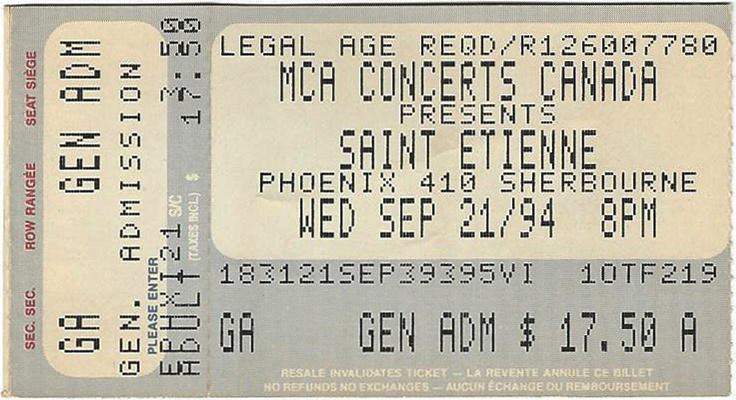 SEC. SEC. ROW RANGÉE SEAT SIÈGE
GA GEN ADM
GEN. ADMISSION
PLEASE ENTER
S/C
(TAXES INCL) $
17.50
LEGAL AGE REQD/R126007780
MCA CONCERTS CANADA
PRESENTS
SAINT ETIENNE
PHOENIX 410 SHERBOURNE
WED SEP 21/94 8PM
183121SEP39395VI 10TF219
GA GEN ADM $ 17.50 A
RESALE INVALIDATES TICKET – LA REVENTE ANNULE CE BILLET
NO REFUNDS NO EXCHANGES – AUCUN ÉCHANGE OU REMBOURSEMENT